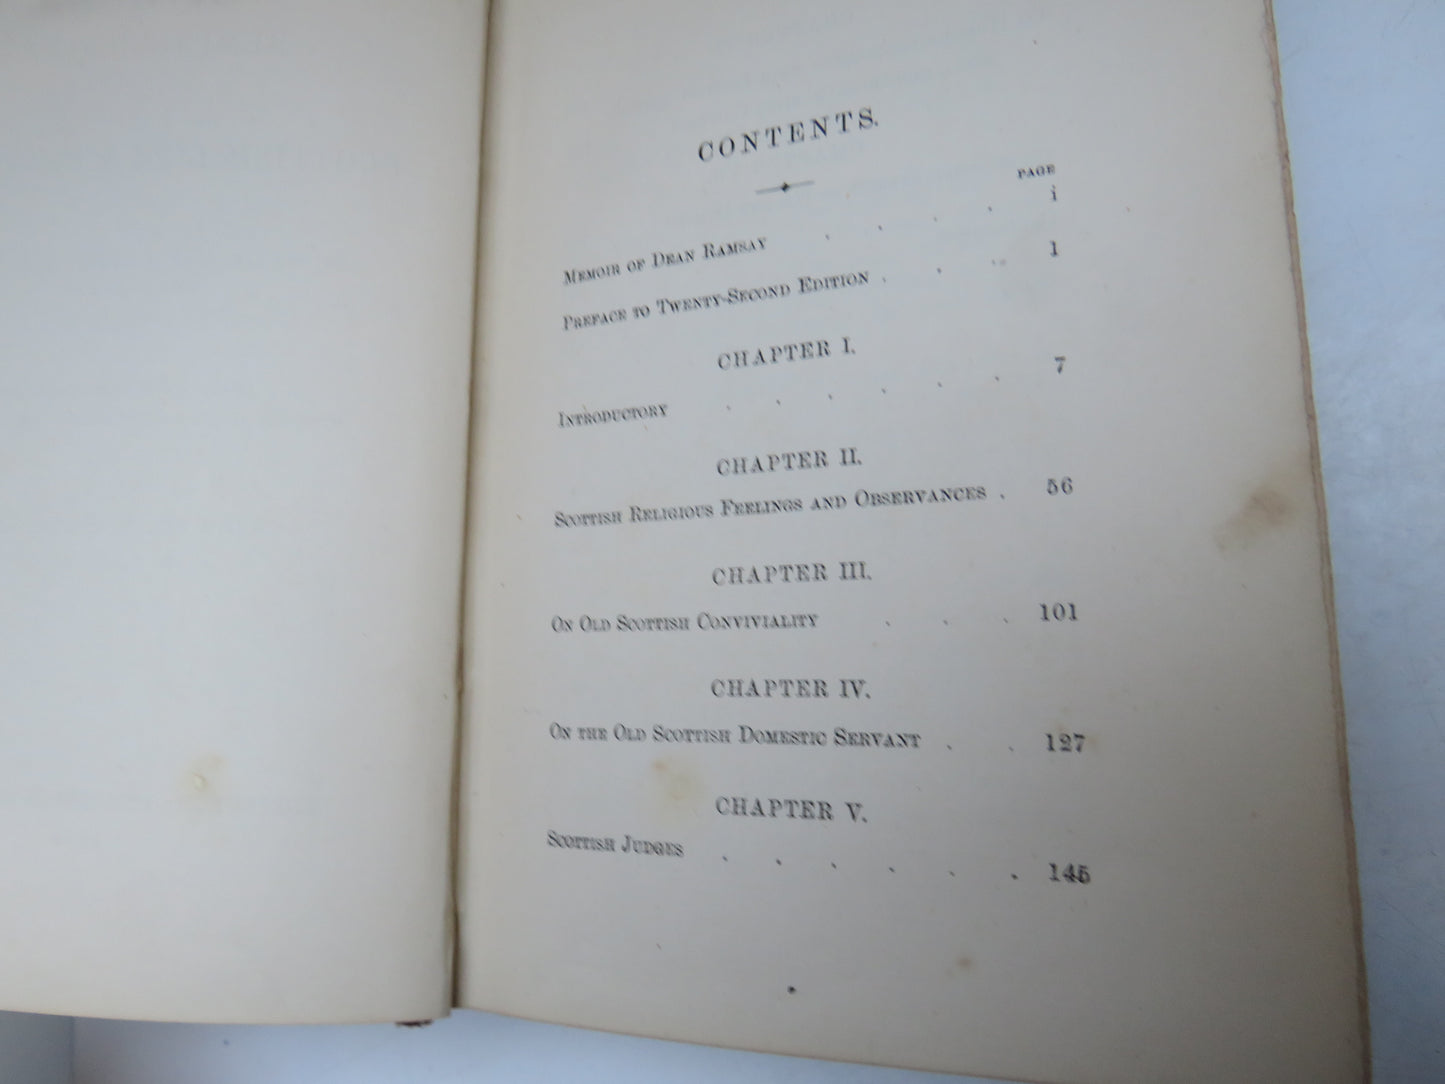 CONTENTS.
PAGE
MEMOIR OF DEAN RAMSAY . . . . i
PREFACE TO TWENTY-SECOND EDITION . . . 1
CHAPTER I.
INTRODUCTORY . . . . . . 7
CHAPTER II.
SCOTTISH RELIGIOUS FEELINGS AND OBSERVANCES . 56
CHAPTER III.
ON OLD SCOTTISH CONVIVIALITY . . . 101
CHAPTER IV.
ON THE OLD SCOTTISH DOMESTIC SERVANT . . 127
CHAPTER V.
SCOTTISH JUDGES . . . . . . 145